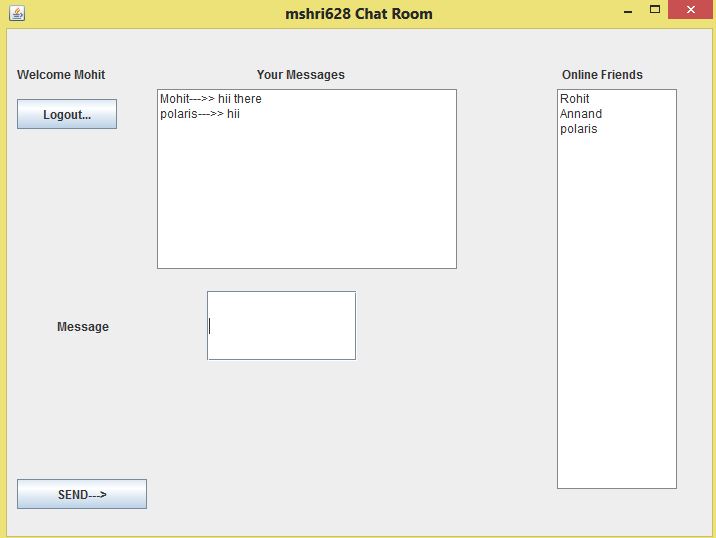 mshri628 Chat Room
Welcome Mohit
Your Messages
Online Friends
Logout...
Mohit--->> hii there
polaris--->> hii
Rohit
Annand
polaris
Message
SEND--->